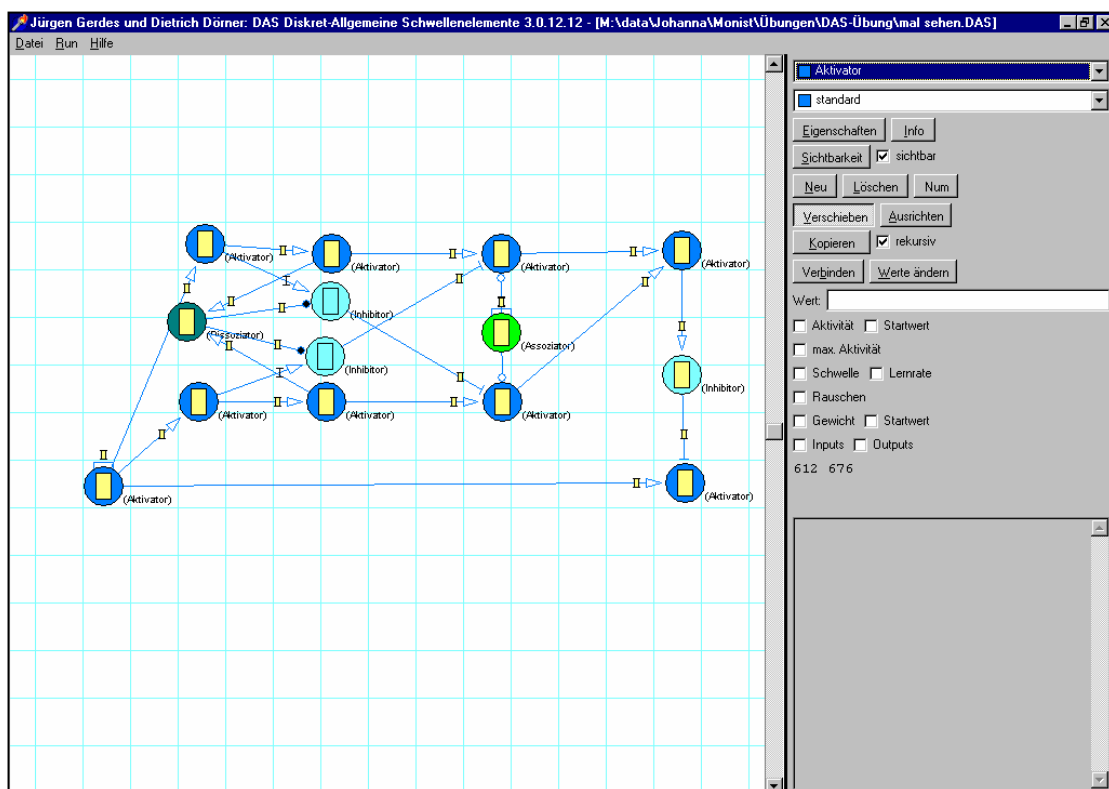 Jürgen Gerdes und Dietrich Dörner: DAS Diskret-Allgemeine Schwellenelemente 3.0.12.12 - [M:\data\Johanna\Monist\Übungen\DAS-Übung\mal sehen.DAS]
Datei Run Hilfe
Aktivator
standard
Eigenschaften Info
Sichtbarkeit sichtbar
Neu Löschen Num
Verschieben Ausrichten
Kopieren rekursiv
Verbinden Werte ändern
Wert:
Aktivität Startwert
max. Aktivität
Schwelle Lernrate
Rauschen
Gewicht Startwert
Inputs Outputs
612 676
(Aktivator)
(Aktivator)
(Aktivator)
(Aktivator)
(Inhibitor)
(Dissoziator)
(Assoziator)
(Inhibitor)
(Inhibitor)
(Aktivator)
(Aktivator)
(Aktivator)
(Aktivator)
(Aktivator)